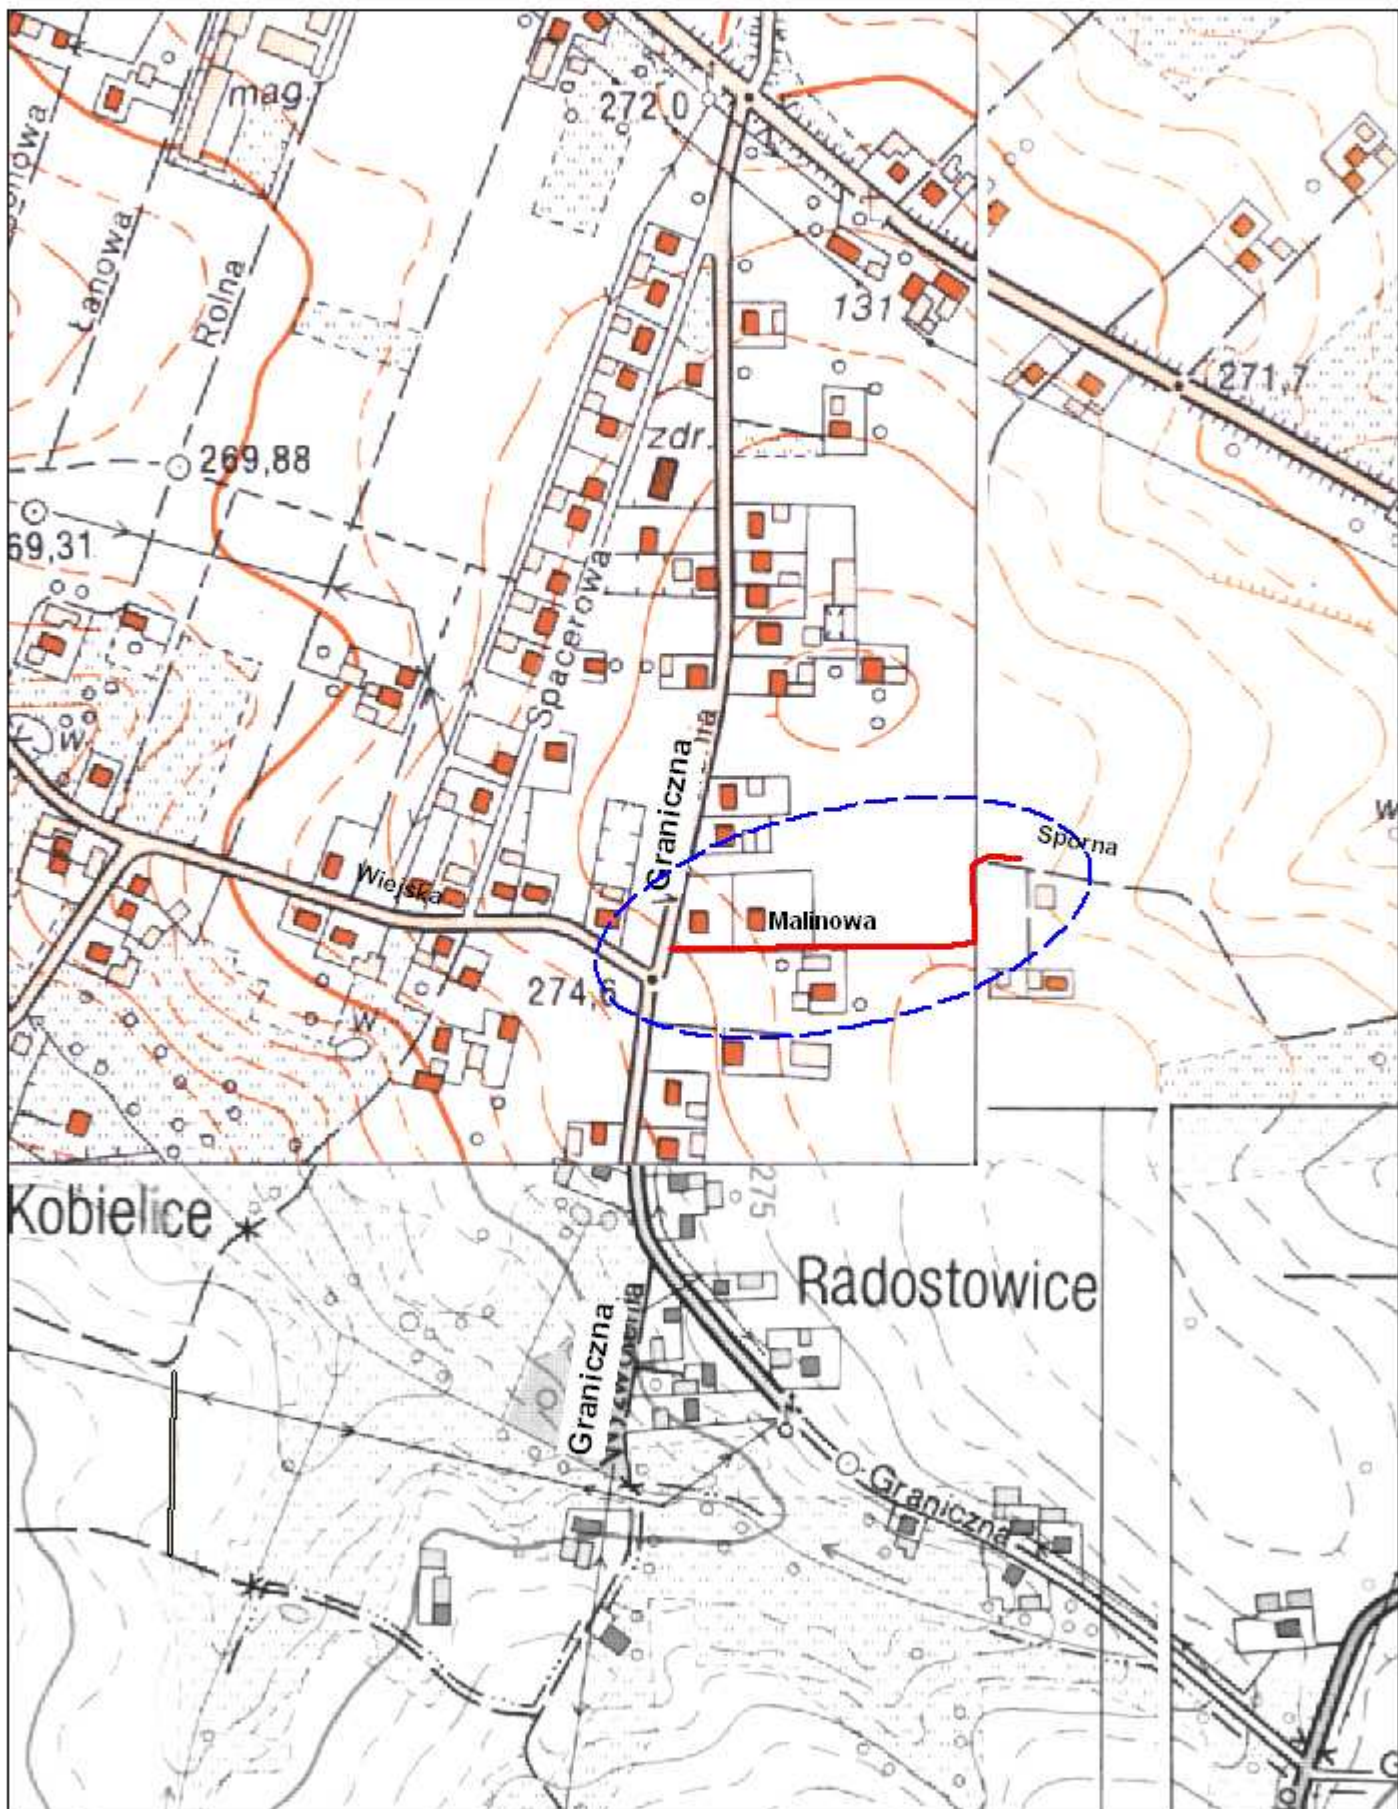 mag
272,0
Łanowa
Rolna
131
271,7
zdr.
269,88
69,31
Spacerowa
w
Graniczna
na
w
Sporna
Wiejska
Malinowa
274,6
w
Kobielice
275
Radostowice
Graniczna
Graniczna
G